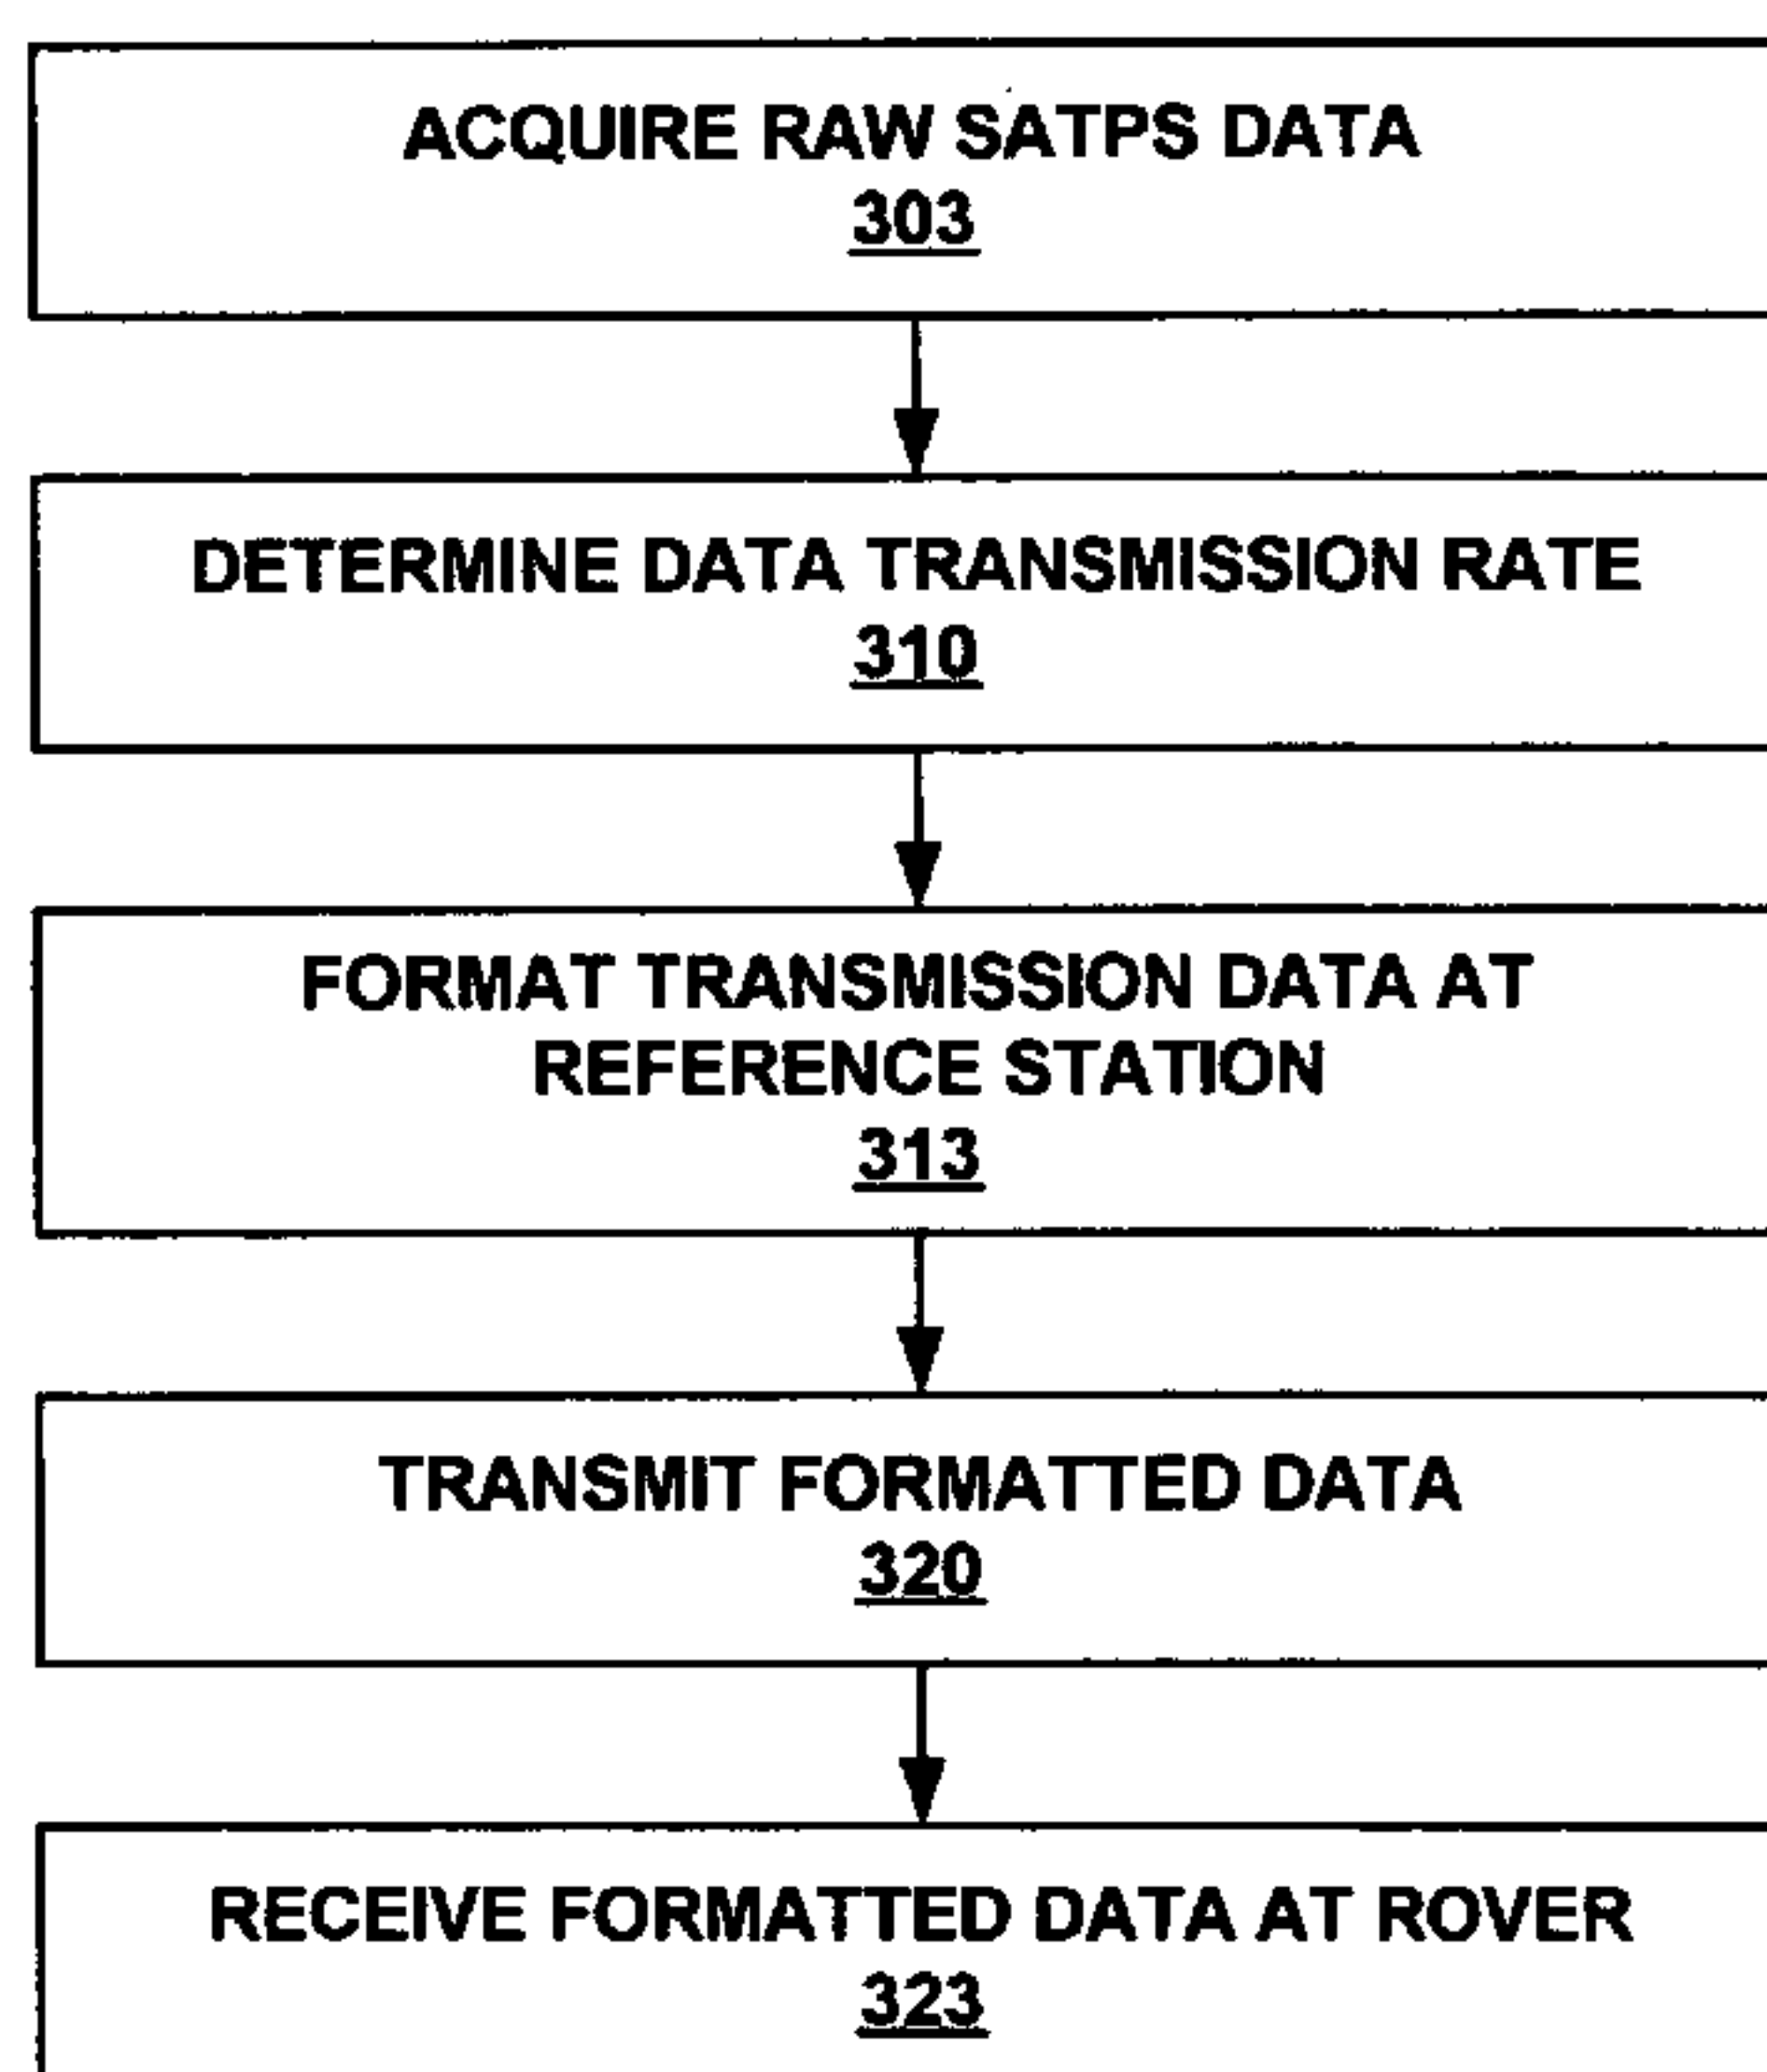 ACQUIRE RAW SATPS DATA
303
DETERMINE DATA TRANSMISSION RATE
310
FORMAT TRANSMISSION DATA AT
REFERENCE STATION
313
TRANSMIT FORMATTED DATA
320
RECEIVE FORMATTED DATA AT ROVER
323